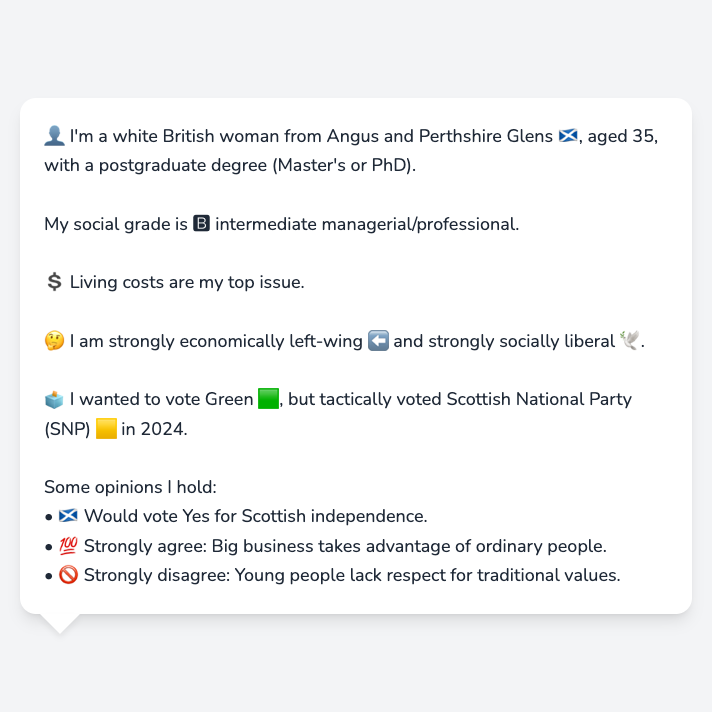 👤 I'm a white British woman from Angus and Perthshire Glens 🏴󠁧󠁢󠁳󠁣󠁴󠁿, aged 35,
with a postgraduate degree (Master's or PhD).
My social grade is 🅱 intermediate managerial/professional.
💲 Living costs are my top issue.
🤔 I am strongly economically left-wing ⬅️ and strongly socially liberal 🕊️.
🗳️ I wanted to vote Green 🟩, but tactically voted Scottish National Party
(SNP) 🟨 in 2024.
Some opinions I hold:
• 🏴󠁧󠁢󠁳󠁣󠁴󠁿 Would vote Yes for Scottish independence.
• 💯 Strongly agree: Big business takes advantage of ordinary people.
• 🚫 Strongly disagree: Young people lack respect for traditional values.